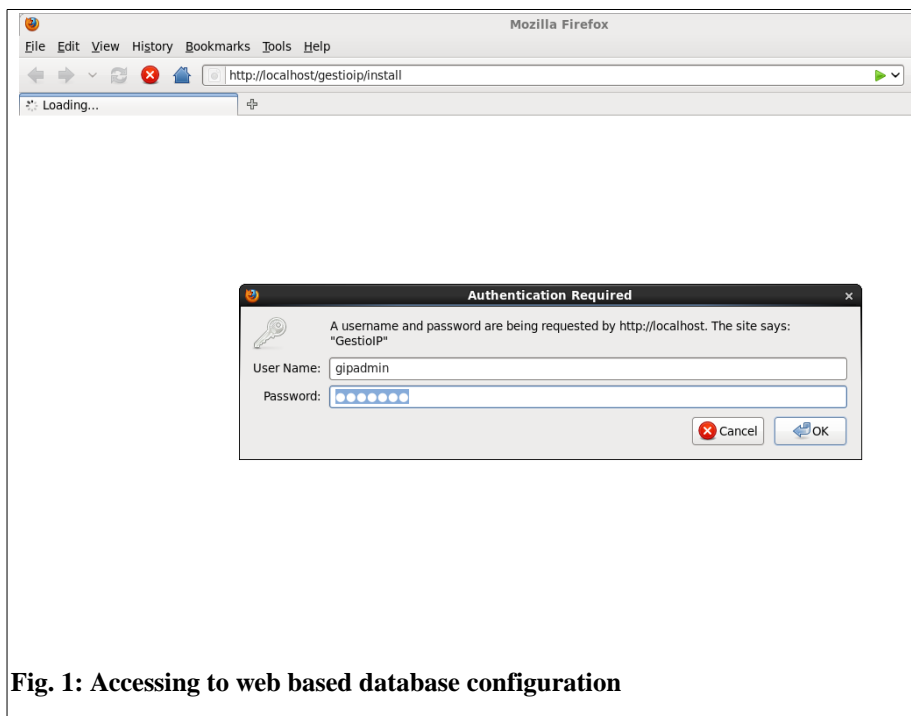 Mozilla Firefox
File Edit View History Bookmarks Tools Help
http://localhost/gestioip/install
Loading...
Authentication Required
A username and password are being requested by http://localhost. The site says:
"GestioIP"
User Name: gipadmin
Password: ●●●●●●●
Cancel OK
Fig. 1: Accessing to web based database configuration